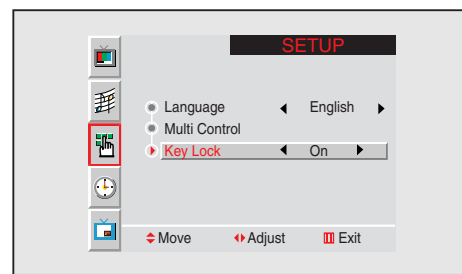 SETUP
Language English
Multi Control
Key Lock On
Move Adjust Exit